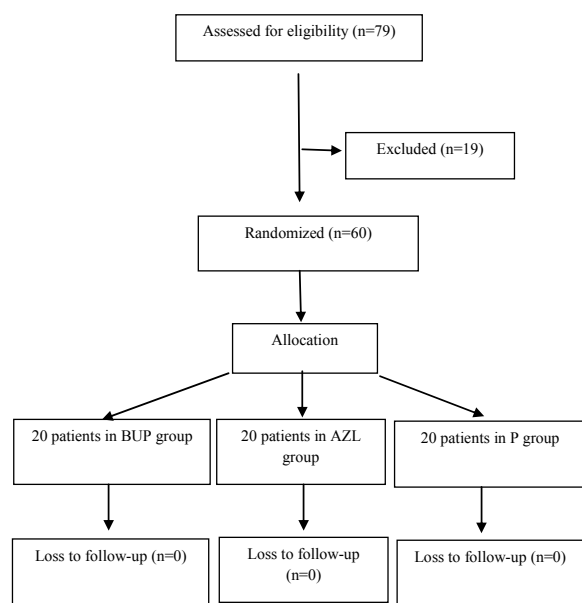 Assessed for eligibility (n=79)
Excluded (n=19)
Randomized (n=60)
Allocation
20 patients in BUP group
20 patients in AZL
group
20 patients in P group
Loss to follow-up (n=0)
Loss to follow-up
(n=0)
Loss to follow-up (n=0)